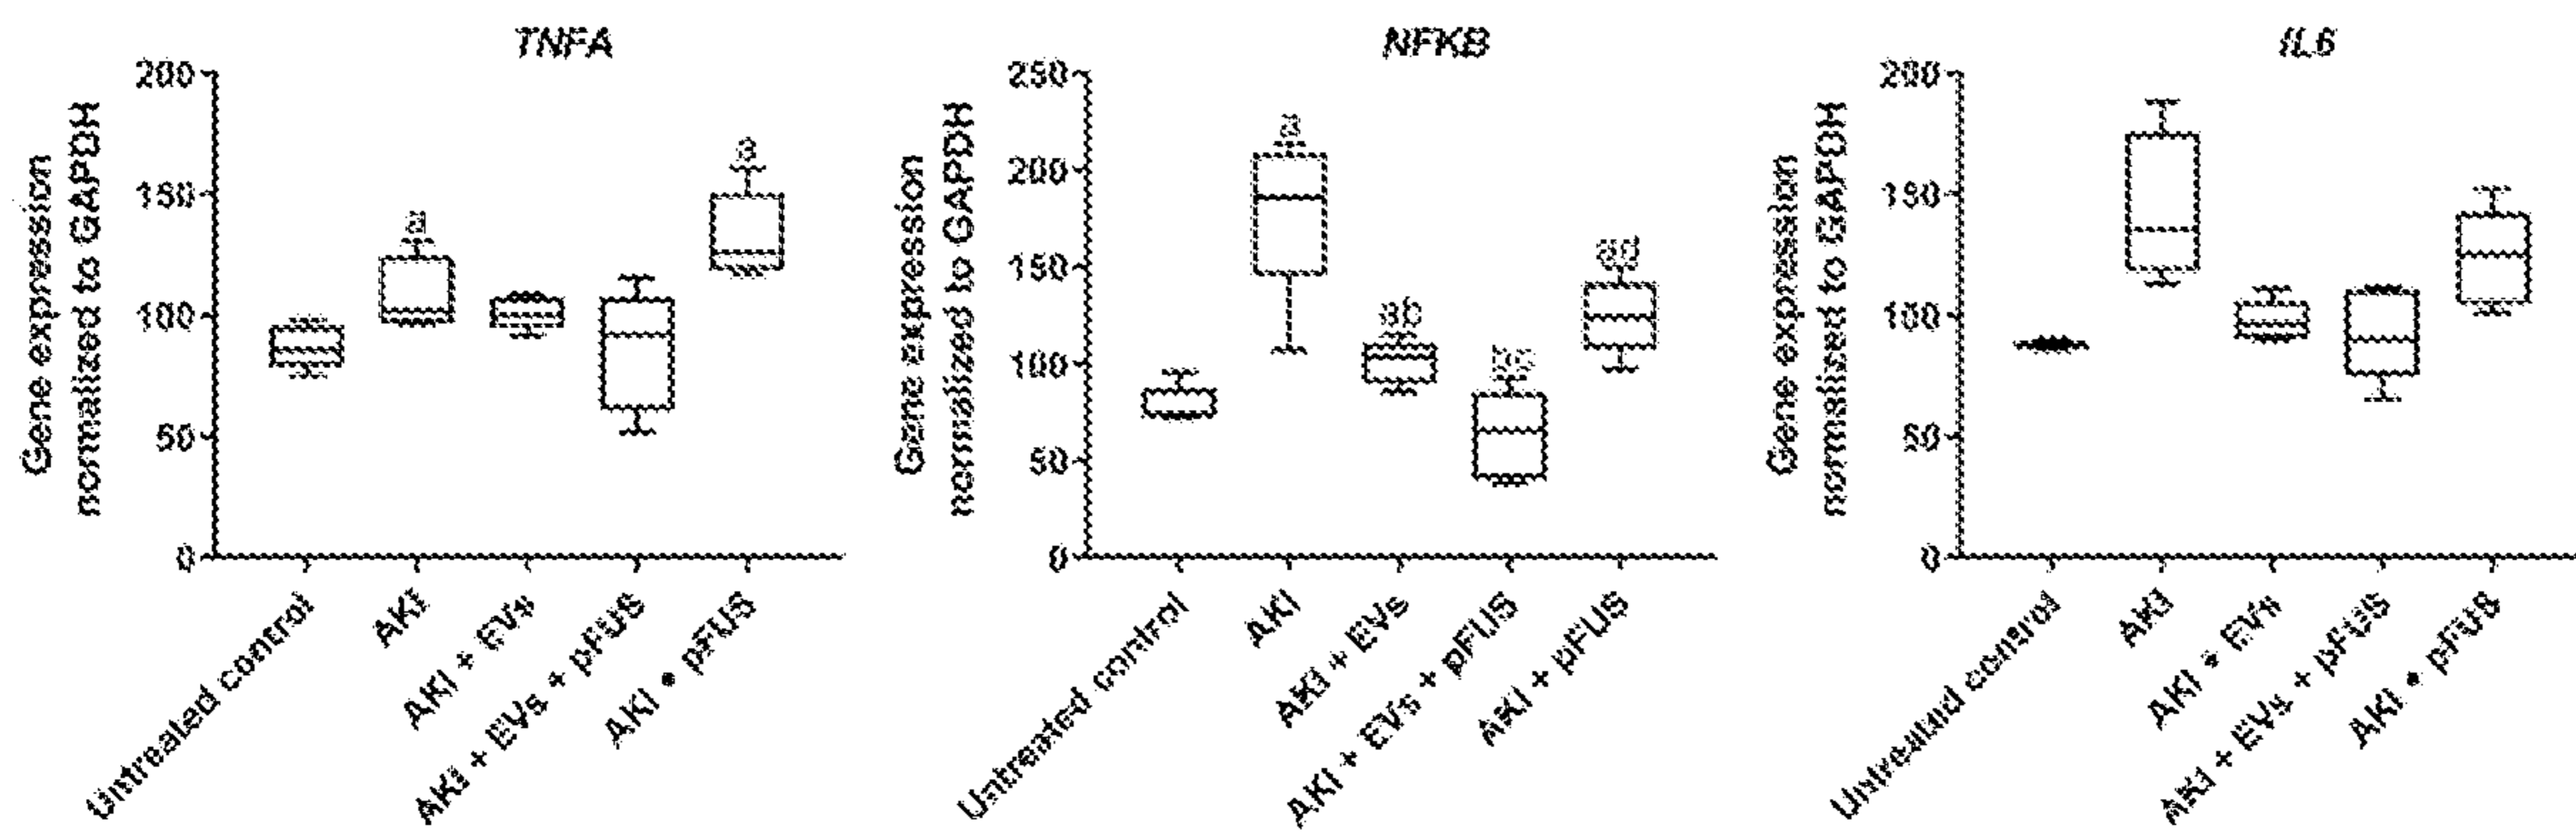 TNFA
Gene expression
normalized to GAPDH
200
150
100
50
0
a
a
Untreated control
AKI
AKI + EVs
AKI + EVs + pFUS
AKI + pFUS
NFKB
Gene expression
normalized to GAPDH
250
200
150
100
50
0
a
ab
Untreated control
AKI
AKI + EVs
AKI + EVs + pFUS
AKI + pFUS
IL6
Gene expression
normalized to GAPDH
200
150
100
50
0
Untreated control
AKI
AKI + EVs
AKI + EVs + pFUS
AKI + pFUS